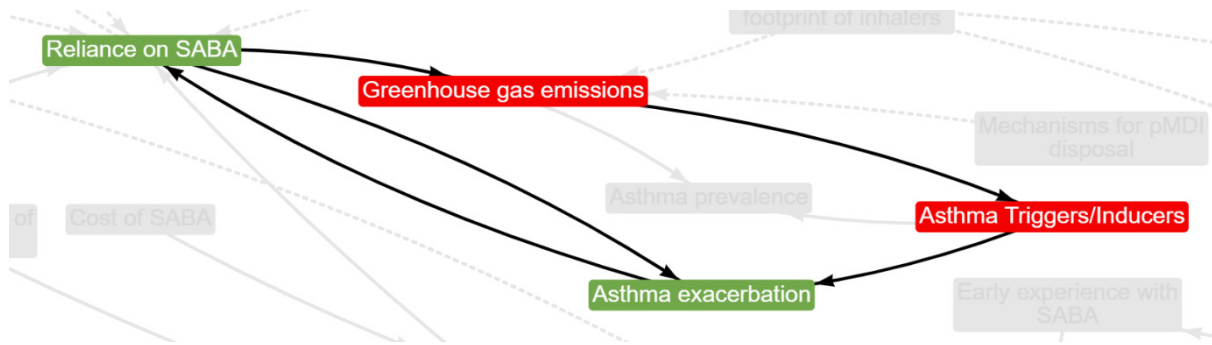 footprint of inhalers
Reliance on SABA
Greenhouse gas emissions
Mechanisms for pMDI
disposal
Asthma prevalence
of
Cost of SABA
Asthma Triggers/Inducers
Asthma exacerbation
Early experience with
SABA